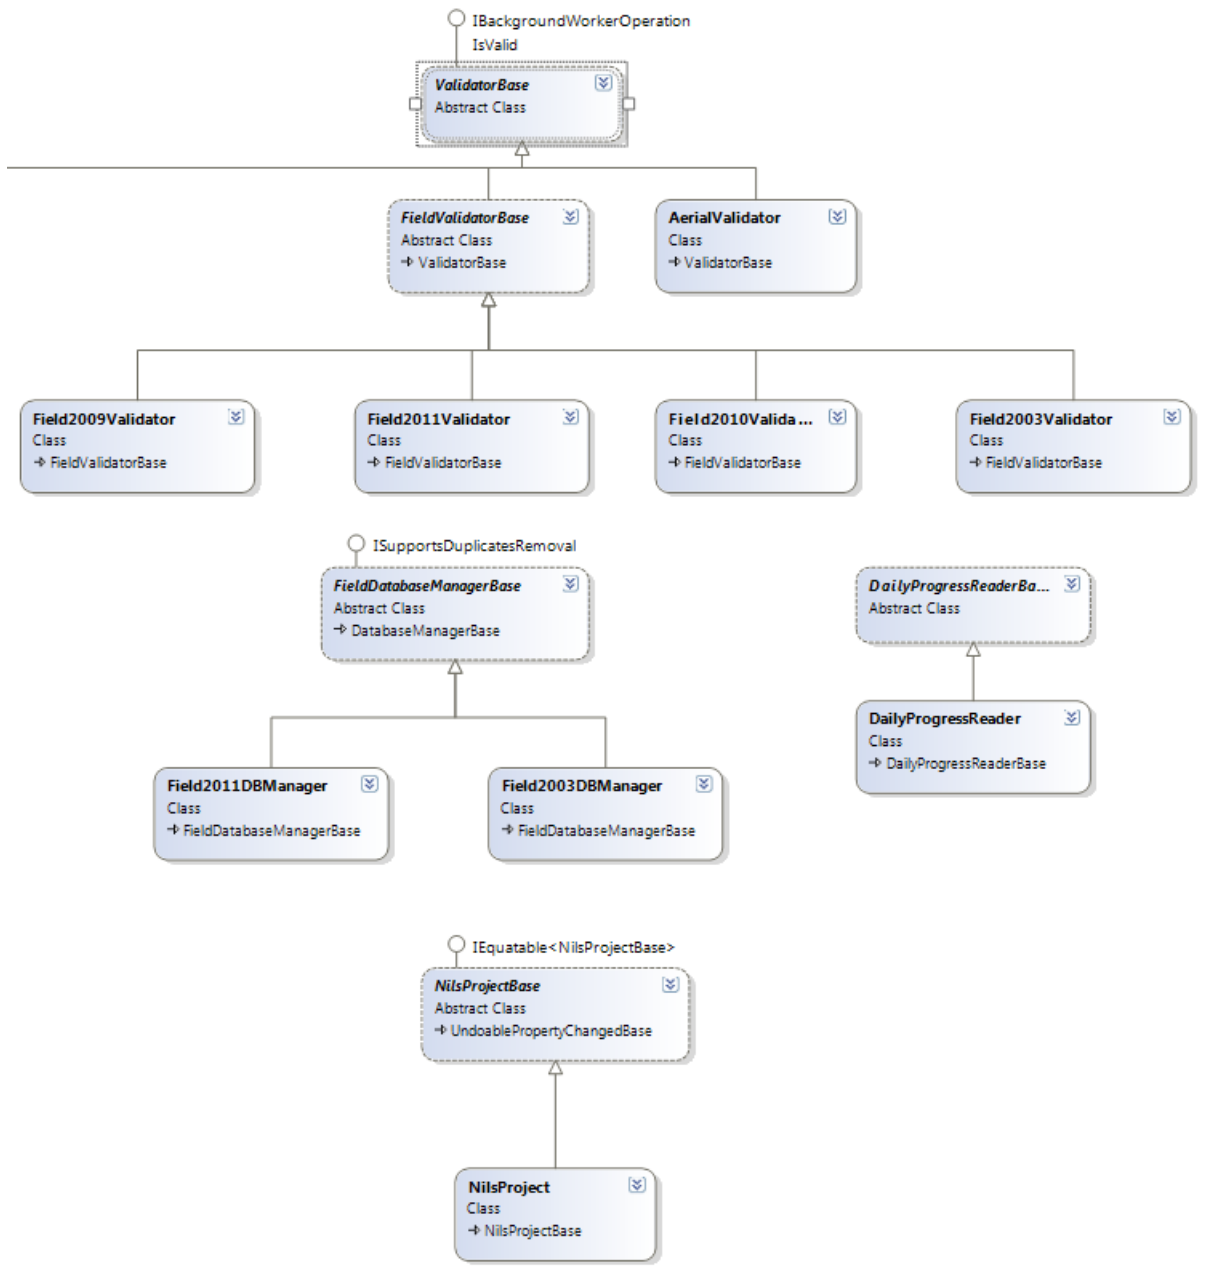 IBackgroundWorkerOperation
IsValid
ValidatorBase
Abstract Class
FieldValidatorBase
Abstract Class
ValidatorBase
AerialValidator
Class
ValidatorBase
Field2009Validator
Class
FieldValidatorBase
Field2011Validator
Class
FieldValidatorBase
Field2010Valida...
Class
FieldValidatorBase
Field2003Validator
Class
FieldValidatorBase
ISupportsDuplicatesRemoval
FieldDatabaseManagerBase
Abstract Class
DatabaseManagerBase
DailyProgressReaderBa...
Abstract Class
DailyProgressReader
Class
DailyProgressReaderBase
Field2011DBManager
Class
FieldDatabaseManagerBase
Field2003DBManager
Class
FieldDatabaseManagerBase
IEquatable<NilsProjectBase>
NilsProjectBase
Abstract Class
UndoablePropertyChangedBase
NilsProject
Class
NilsProjectBase